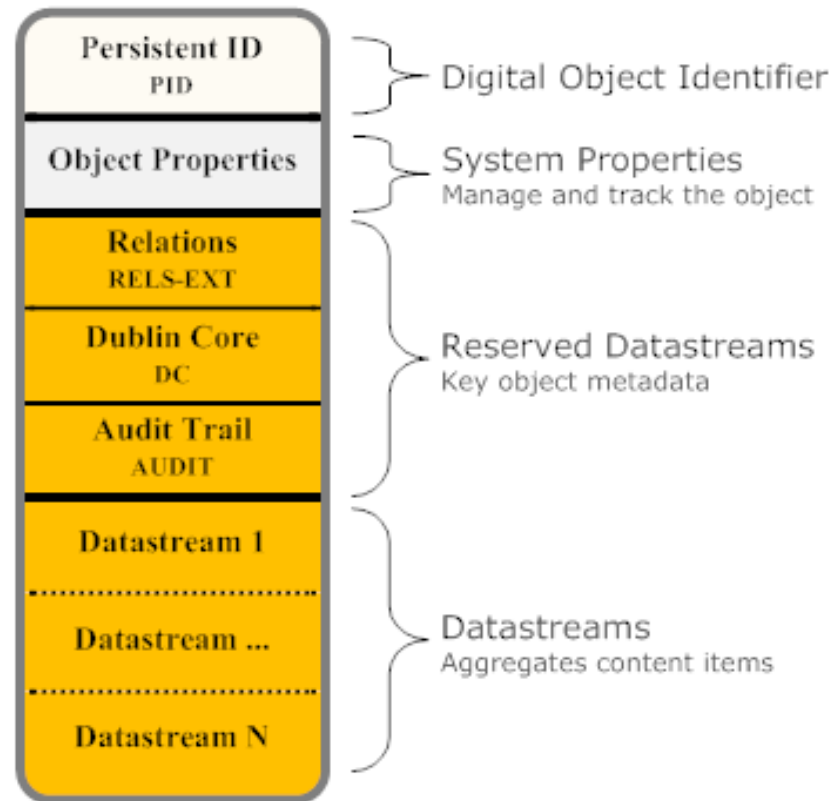 Persistent ID
PID
Digital Object Identifier
Object Properties
System Properties
Manage and track the object
Relations
RELS-EXT
Dublin Core
DC
Audit Trail
AUDIT
Reserved Datastreams
Key object metadata
Datastream 1
Datastream ...
Datastream N
Datastreams
Aggregates content items